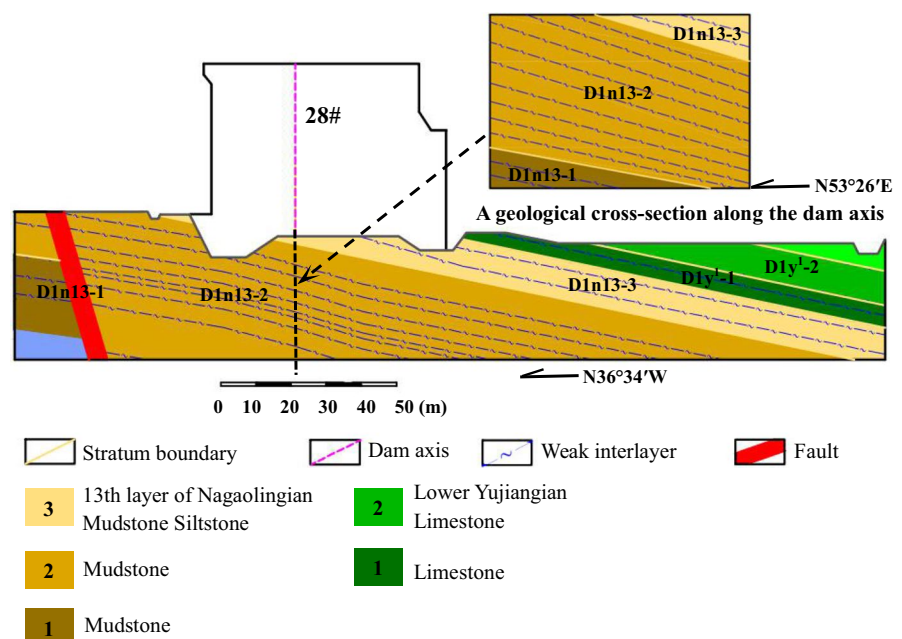 D1n13-3
D1n13-2
D1n13-1
N53°26′E
A geological cross-section along the dam axis
28#
D1n13-1
D1n13-2
D1n13-3
D1y¹-1
D1y¹-2
N36°34′W
0 10 20 30 40 50 (m)
Stratum boundary
Dam axis
~ Weak interlayer
Fault
3 13th layer of Nagaolingian
Mudstone Siltstone
2 Lower Yujiangian
Limestone
2 Mudstone
1 Limestone
1 Mudstone